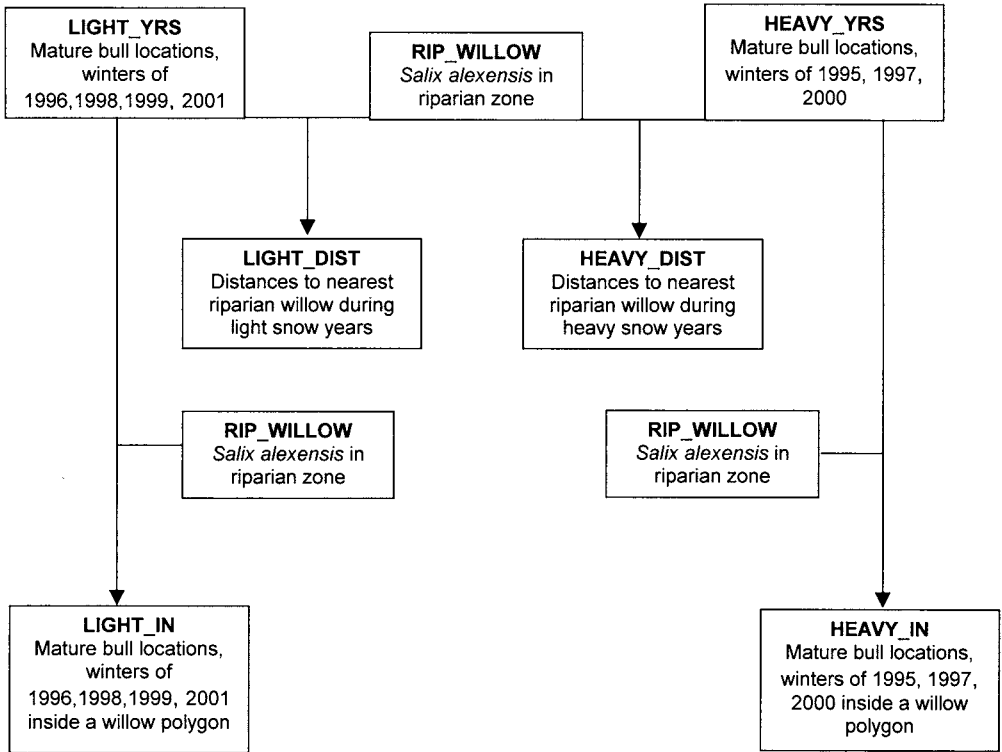 LIGHT_YRS
Mature bull locations,
winters of
1996,1998,1999, 2001
RIP_WILLOW
Salix alexensis in
riparian zone
HEAVY_YRS
Mature bull locations,
winters of 1995, 1997,
2000
LIGHT_DIST
Distances to nearest
riparian willow during
light snow years
HEAVY_DIST
Distances to nearest
riparian willow during
heavy snow years
RIP_WILLOW
Salix alexensis in
riparian zone
RIP_WILLOW
Salix alexensis in
riparian zone
LIGHT_IN
Mature bull locations,
winters of
1996,1998,1999, 2001
inside a willow polygon
HEAVY_IN
Mature bull locations,
winters of 1995, 1997,
2000 inside a willow
polygon